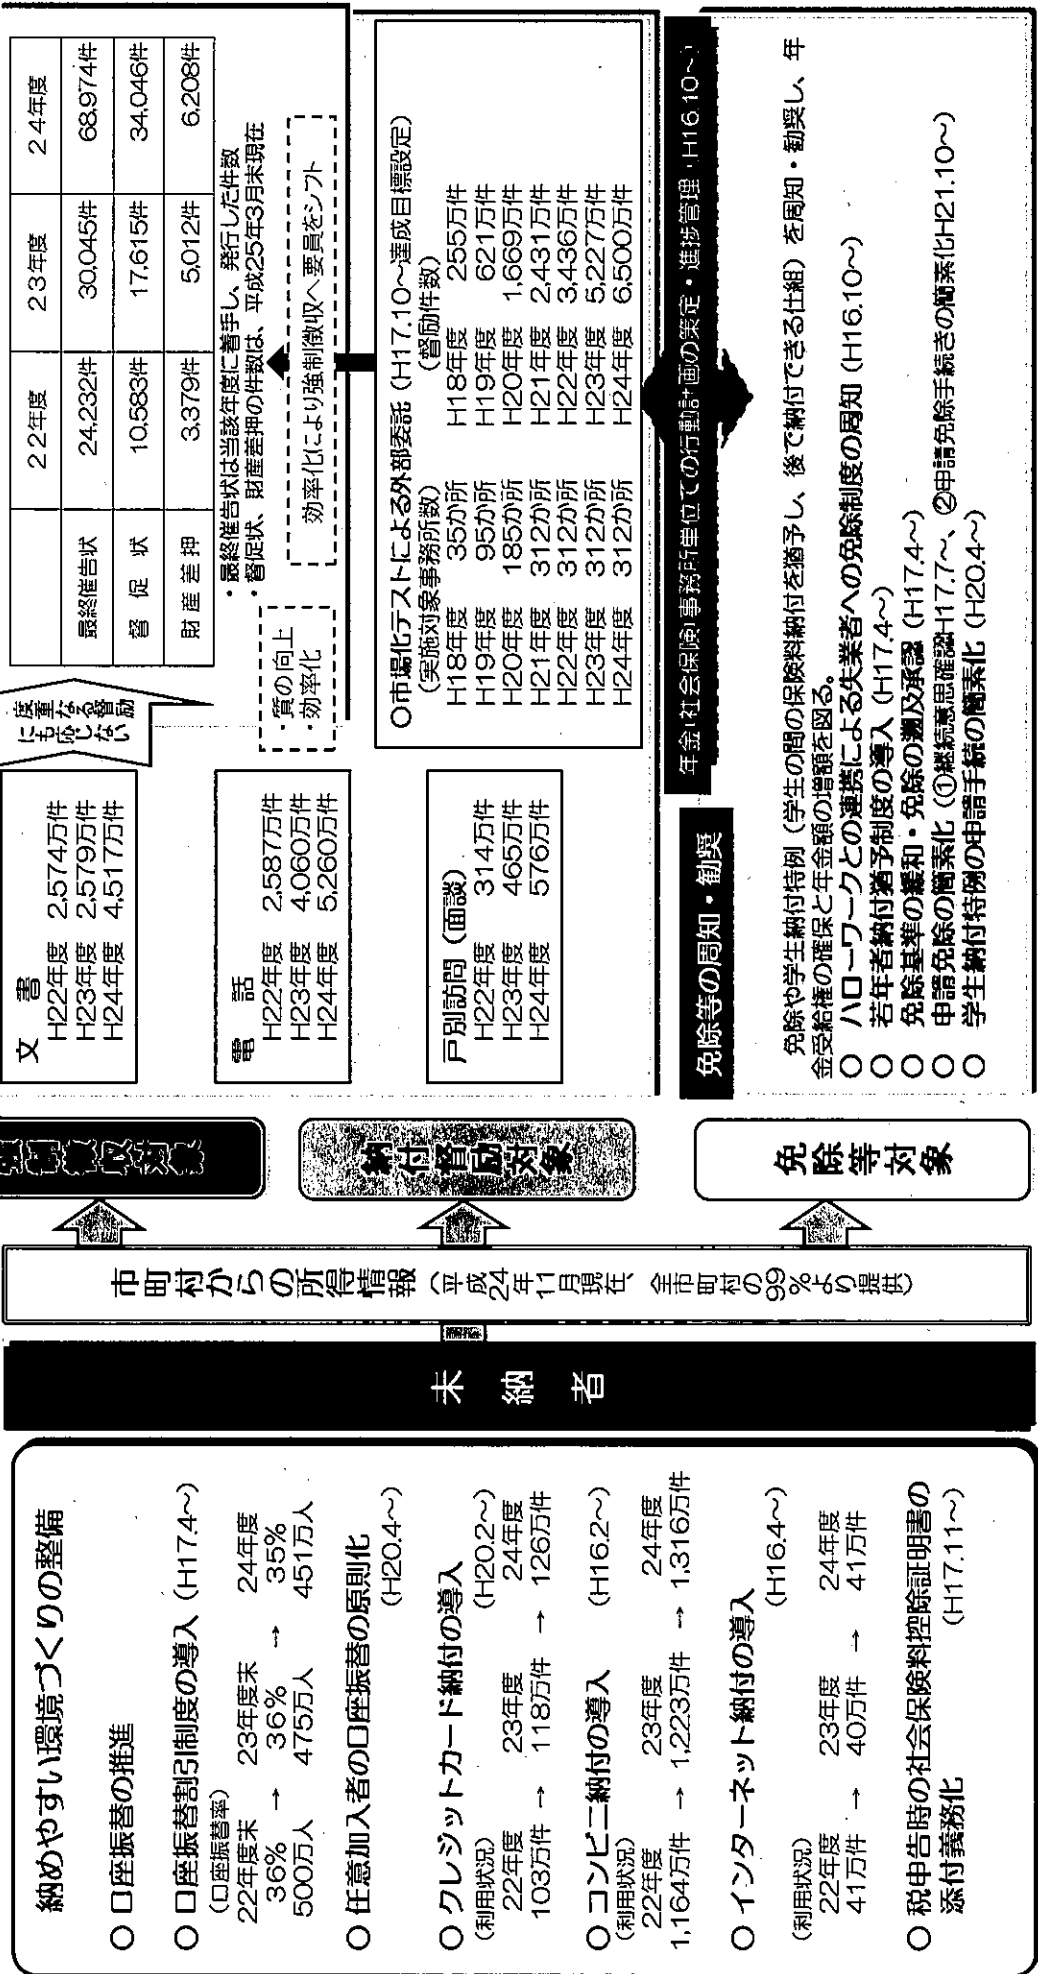 納めやすい環境づくりの整備
○ 口座振替の推進
○ 口座振替割引制度の導入（H17.4～）
（口座振替率）
22年度末 23年度末 24年度
36% → 36% → 35%
500万人 475万人 451万人
○ 任意加入者の口座振替の原則化
（H20.4～）
○ クレジットカード納付の導入
（利用状況） （H20.2～）
22年度 23年度 24年度
103万件 → 118万件 → 126万件
○ コンビニ納付の導入 （H16.2～）
（利用状況）
22年度 23年度 24年度
1,164万件 → 1,223万件 → 1,316万件
○ インターネット納付の導入
（H16.4～）
（利用状況）
22年度 23年度 24年度
41万件 → 40万件 → 41万件
○ 税申告時の社会保険料控除証明書の
添付義務化 （H17.11～）
未納者
市町村からの所得情報（平成24年11月現在、全市町村の99%より提供）
納付督励対象
免除等対象
文書
H22年度 2,574万件
H23年度 2,579万件
H24年度 4,517万件
電話
H22年度 2,587万件
H23年度 4,060万件
H24年度 5,260万件
戸別訪問（面談）
H22年度 314万件
H23年度 465万件
H24年度 576万件
度重なる督励
にも応じない
22年度 23年度 24年度
最終催告状 24,232件 30,045件 68,974件
督促状 10,583件 17,615件 34,046件
財産差押 3,379件 5,012件 6,208件
・最終催告状は当該年度に着手し、発行した件数
・督促状、財産差押の件数は、平成25年3月末現在
・質の向上
・効率化
効率化により強制徴収へ要員をシフト
○市場化テストによる外部委託（H17.10～達成目標設定）
（実施対象事務所数） （督励件数）
H18年度 35か所 H18年度 255万件
H19年度 95か所 H19年度 621万件
H20年度 185か所 H20年度 1,669万件
H21年度 312か所 H21年度 2,431万件
H22年度 312か所 H22年度 3,436万件
H23年度 312か所 H23年度 5,227万件
H24年度 312か所 H24年度 6,500万件
年金（社会保険）事務所単位での行動計画の策定・進捗管理（H16.10～）
免除等の周知・勧奨
免除や学生納付特例（学生の間の保険料納付を猶予し、後で納付できる仕組）を周知・勧奨し、年
金受給権の確保と年金額の増額を図る。
○ ハローワークとの連携による失業者への免除制度の周知（H16.10～）
○ 若年者納付猶予制度の導入（H17.4～）
○ 免除基準の緩和・免除の遡及承認（H17.4～）
○ 申請免除の簡素化（①継続意思確認H17.7～、②申請免除手続きの簡素化H21.10～）
○ 学生納付特例の申請手続の簡素化（H20.4～）